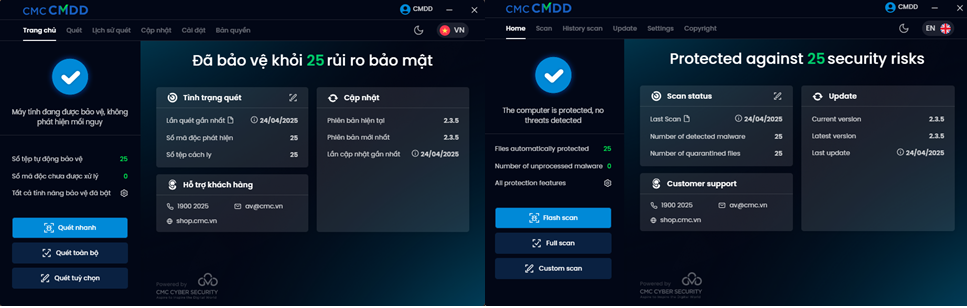 CMC CMDD
CMDD
Trang chủ Quét Lịch sử quét Cập nhật Cài đặt Bản quyền
VN
Máy tính đang được bảo vệ, không
phát hiện mối nguy
Số tệp tự động bảo vệ 25
Số mã độc chưa được xử lý 0
Tất cả tính năng bảo vệ đã bật
Quét nhanh
Quét toàn bộ
Quét tuỳ chọn
Đã bảo vệ khỏi 25 rủi ro bảo mật
Tình trạng quét
Lần quét gần nhất 24/04/2025
Số mã độc phát hiện 25
Số tệp cách ly 25
Cập nhật
Phiên bản hiện tại 2.3.5
Phiên bản mới nhất 2.3.5
Lần cập nhật gần nhất 24/04/2025
Hỗ trợ khách hàng
1900 2025 av@cmc.vn
shop.cmc.vn
Powered by
CMC CYBER SECURITY
CMC CMDD
CMDD
Home Scan History scan Update Settings Copyright
EN
The computer is protected, no
threats detected
Files automatically protected 25
Number of unprocessed malware 0
All protection features
Flash scan
Full scan
Custom scan
Protected against 25 security risks
Scan status
Last Scan 24/04/2025
Number of detected malware 25
Number of quarantined files 25
Update
Current version 2.3.5
Latest version 2.3.5
Last update 24/04/2025
Customer support
1900 2025 av@cmc.vn
shop.cmc.vn
Powered by
CMC CYBER SECURITY